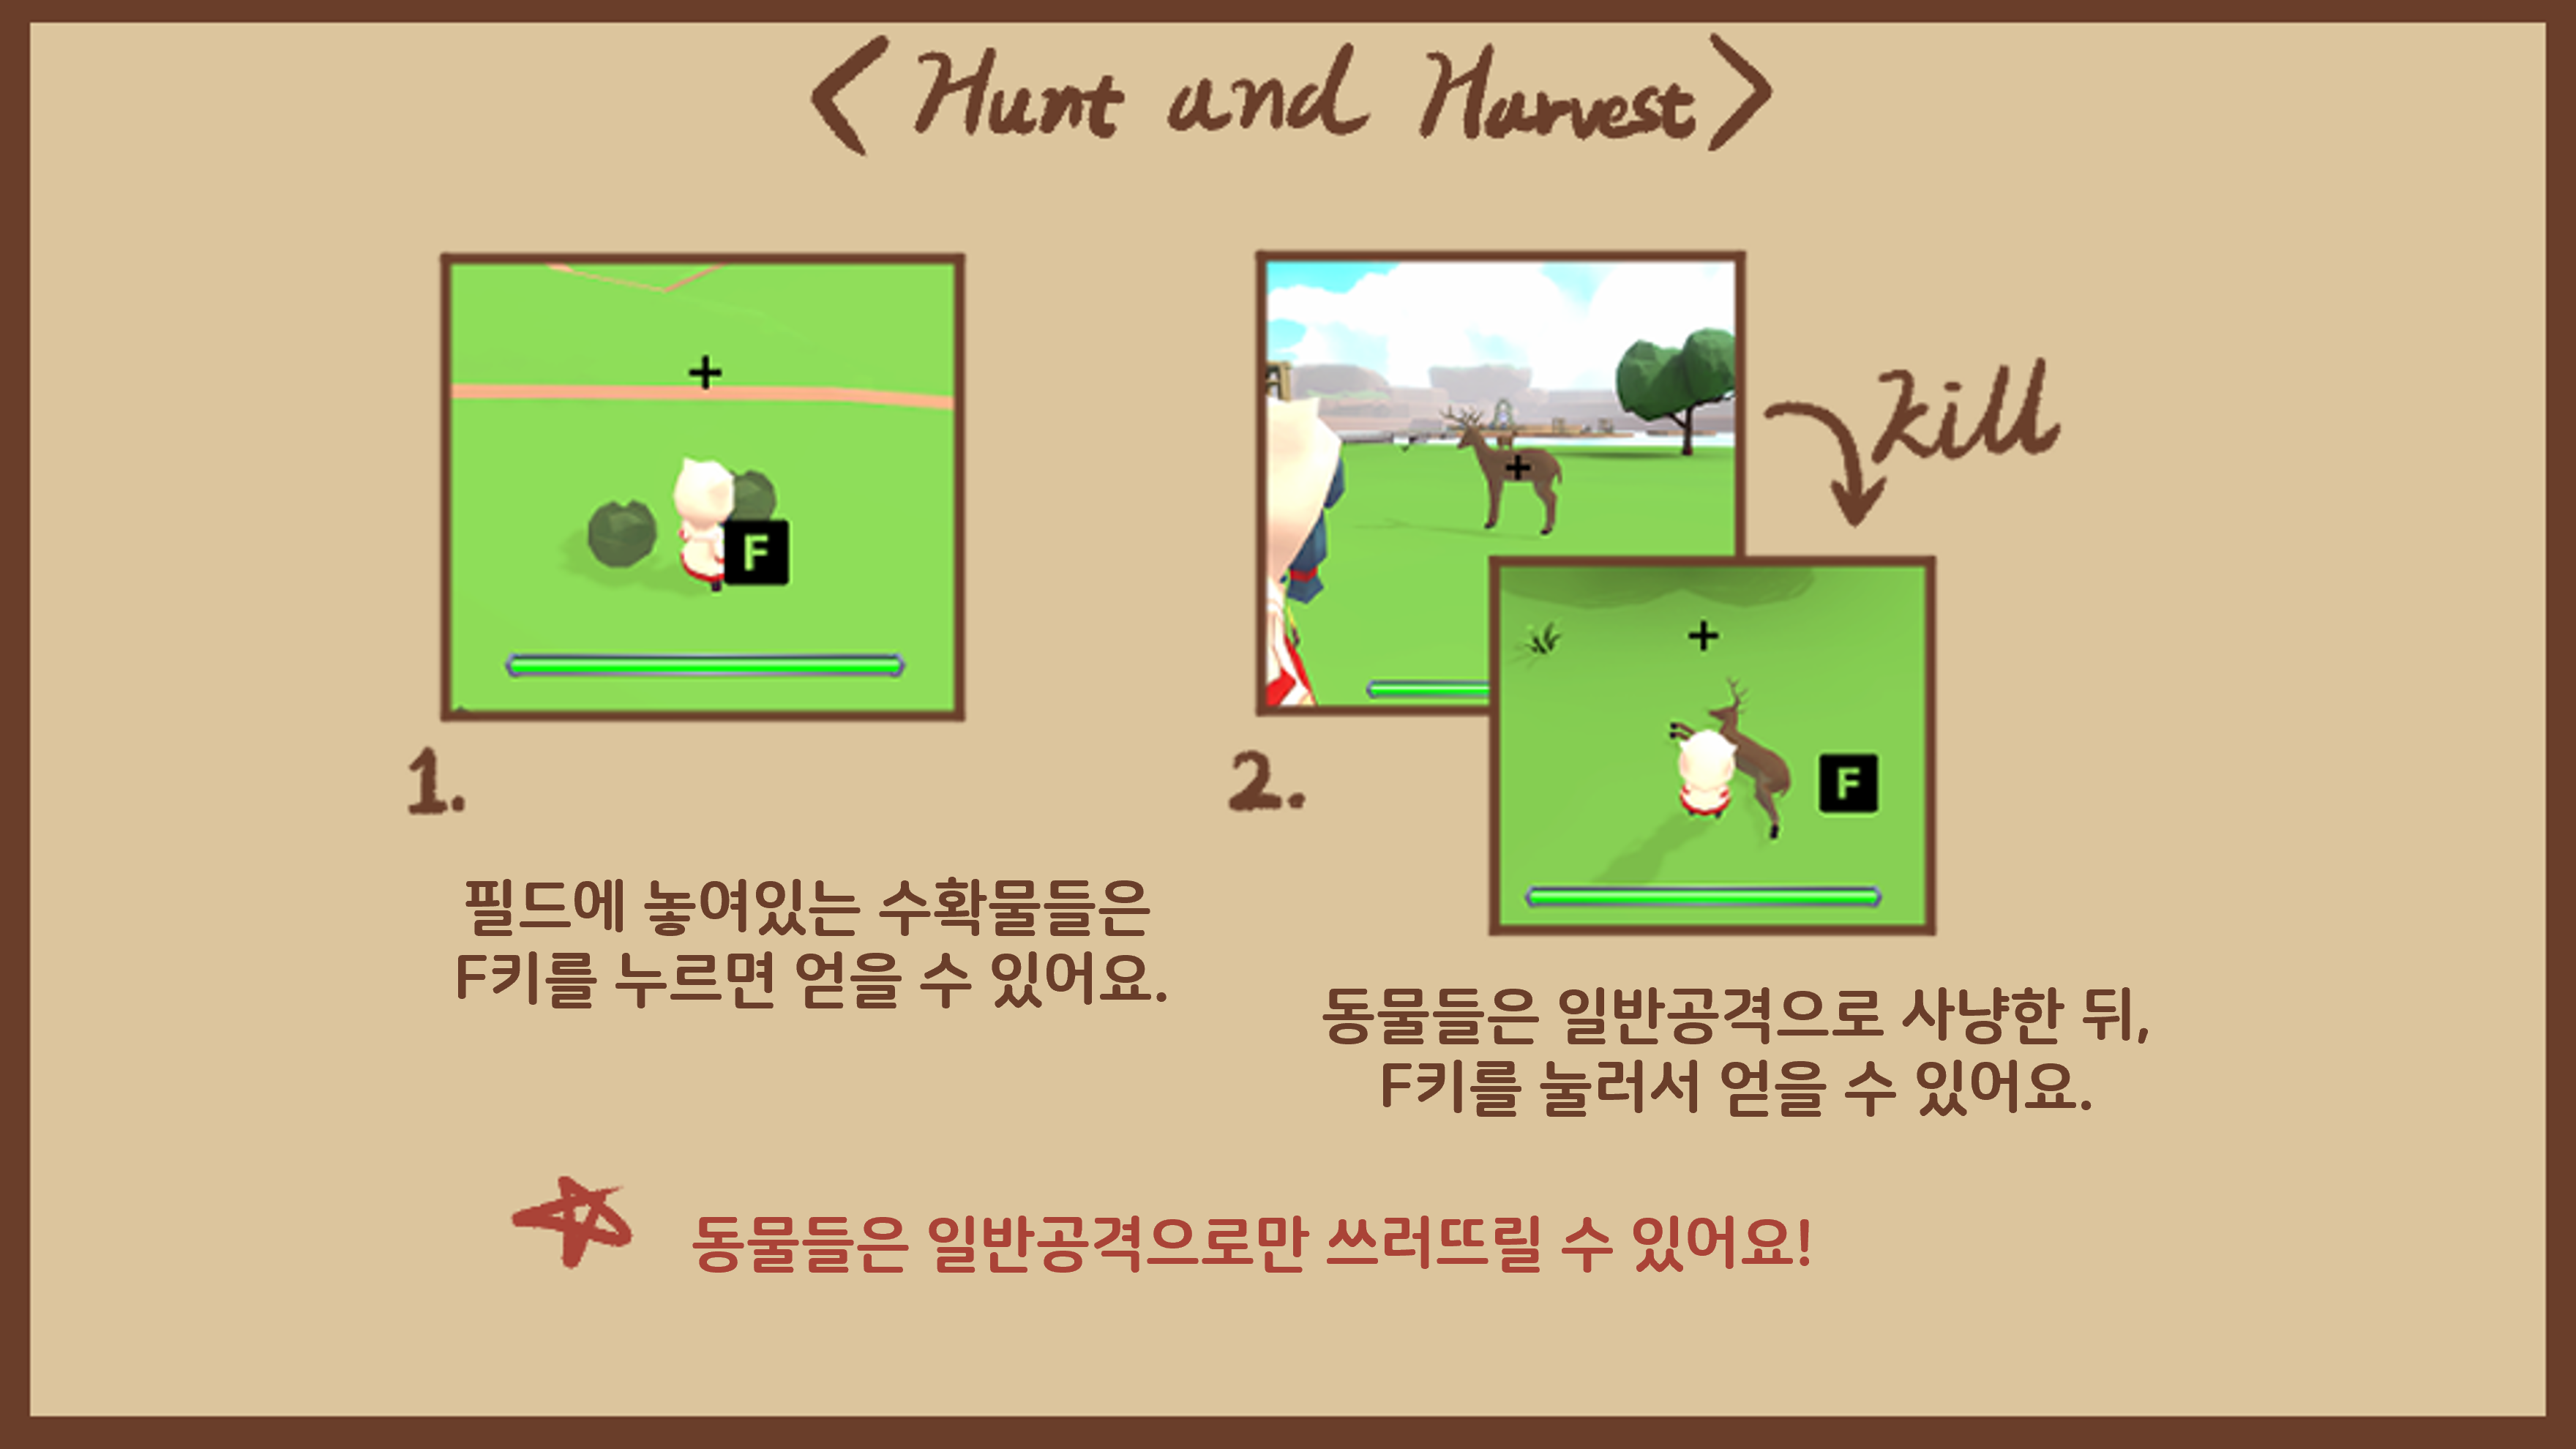 < Hunt and Harvest >
F
kill
F
1.
2.
필드에 놓여있는 수확물들은
F키를 누르면 얻을 수 있어요.
동물들은 일반공격으로 사냥한 뒤,
F키를 눌러서 얻을 수 있어요.
동물들은 일반공격으로만 쓰러뜨릴 수 있어요!